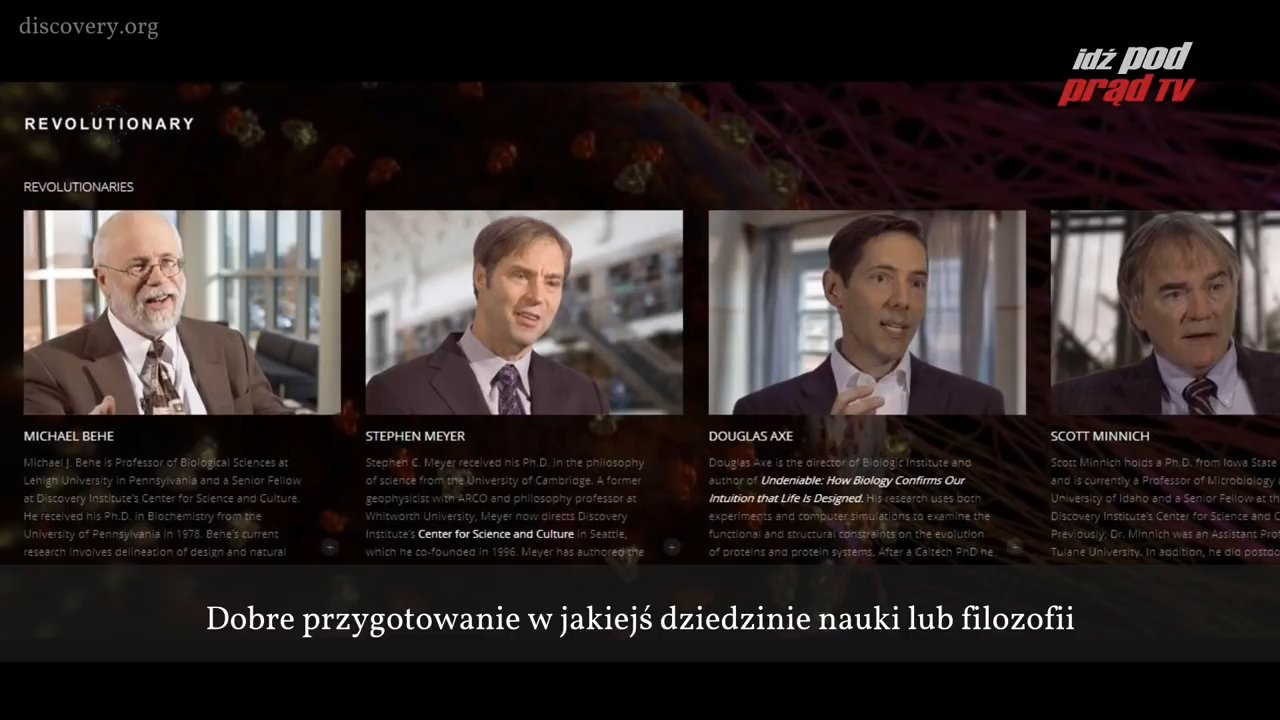 discovery.org
idź pod
prąd TV
REVOLUTIONARY
REVOLUTIONARIES
MICHAEL BEHE
Michael J. Behe is Professor of Biological Sciences at
Lehigh University in Pennsylvania and a Senior Fellow
at Discovery Institute's Center for Science and Culture.
He received his Ph.D. in Biochemistry from the
University of Pennsylvania in 1978. Behe's current
research involves delineation of design and natural
STEPHEN MEYER
Stephen C. Meyer received his Ph.D. in the philosophy
of science from the University of Cambridge. A former
geophysicist with ARCO and philosophy professor at
Whitworth University, Meyer now directs Discovery
Institute's Center for Science and Culture in Seattle,
which he co-founded in 1996. Meyer has authored the
DOUGLAS AXE
Douglas Axe is the director of Biologic Institute and
author of Undeniable: How Biology Confirms Our
Intuition that Life Is Designed. His research uses both
experiments and computer simulations to examine the
functional and structural constraints on the evolution
of proteins and protein systems. After a Caltech PhD he
SCOTT MINNICH
Scott Minnich holds a Ph.D. from Iowa State
and is currently a Professor of Microbiology
University of Idaho and a Senior Fellow at th
Discovery Institute's Center for Science and C
Previously, Dr. Minnich was an Assistant Prof
Tulane University. In addition, he did postdo
Dobre przygotowanie w jakiejś dziedzinie nauki lub filozofii